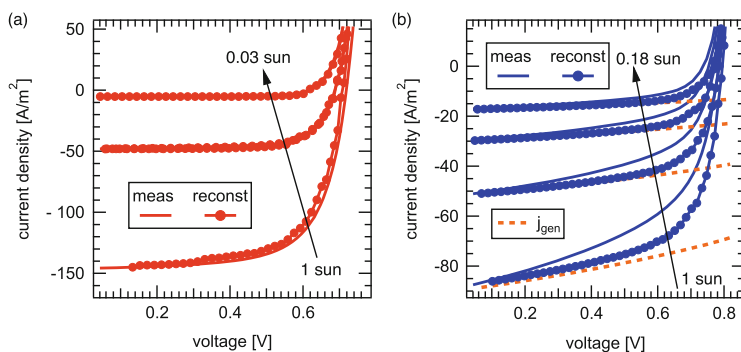 (a)
0.03 sun
1 sun
meas reconst
current density [A/m²]
50
0
-50
- 100
-150
0.2 0.4 0.6
voltage [V]
(b)
meas reconst
0.18 sun
j_gen
1 sun
current density [A/m²]
0
-20
-40
-60
-80
0.2 0.4 0.6 0.8
voltage [V]